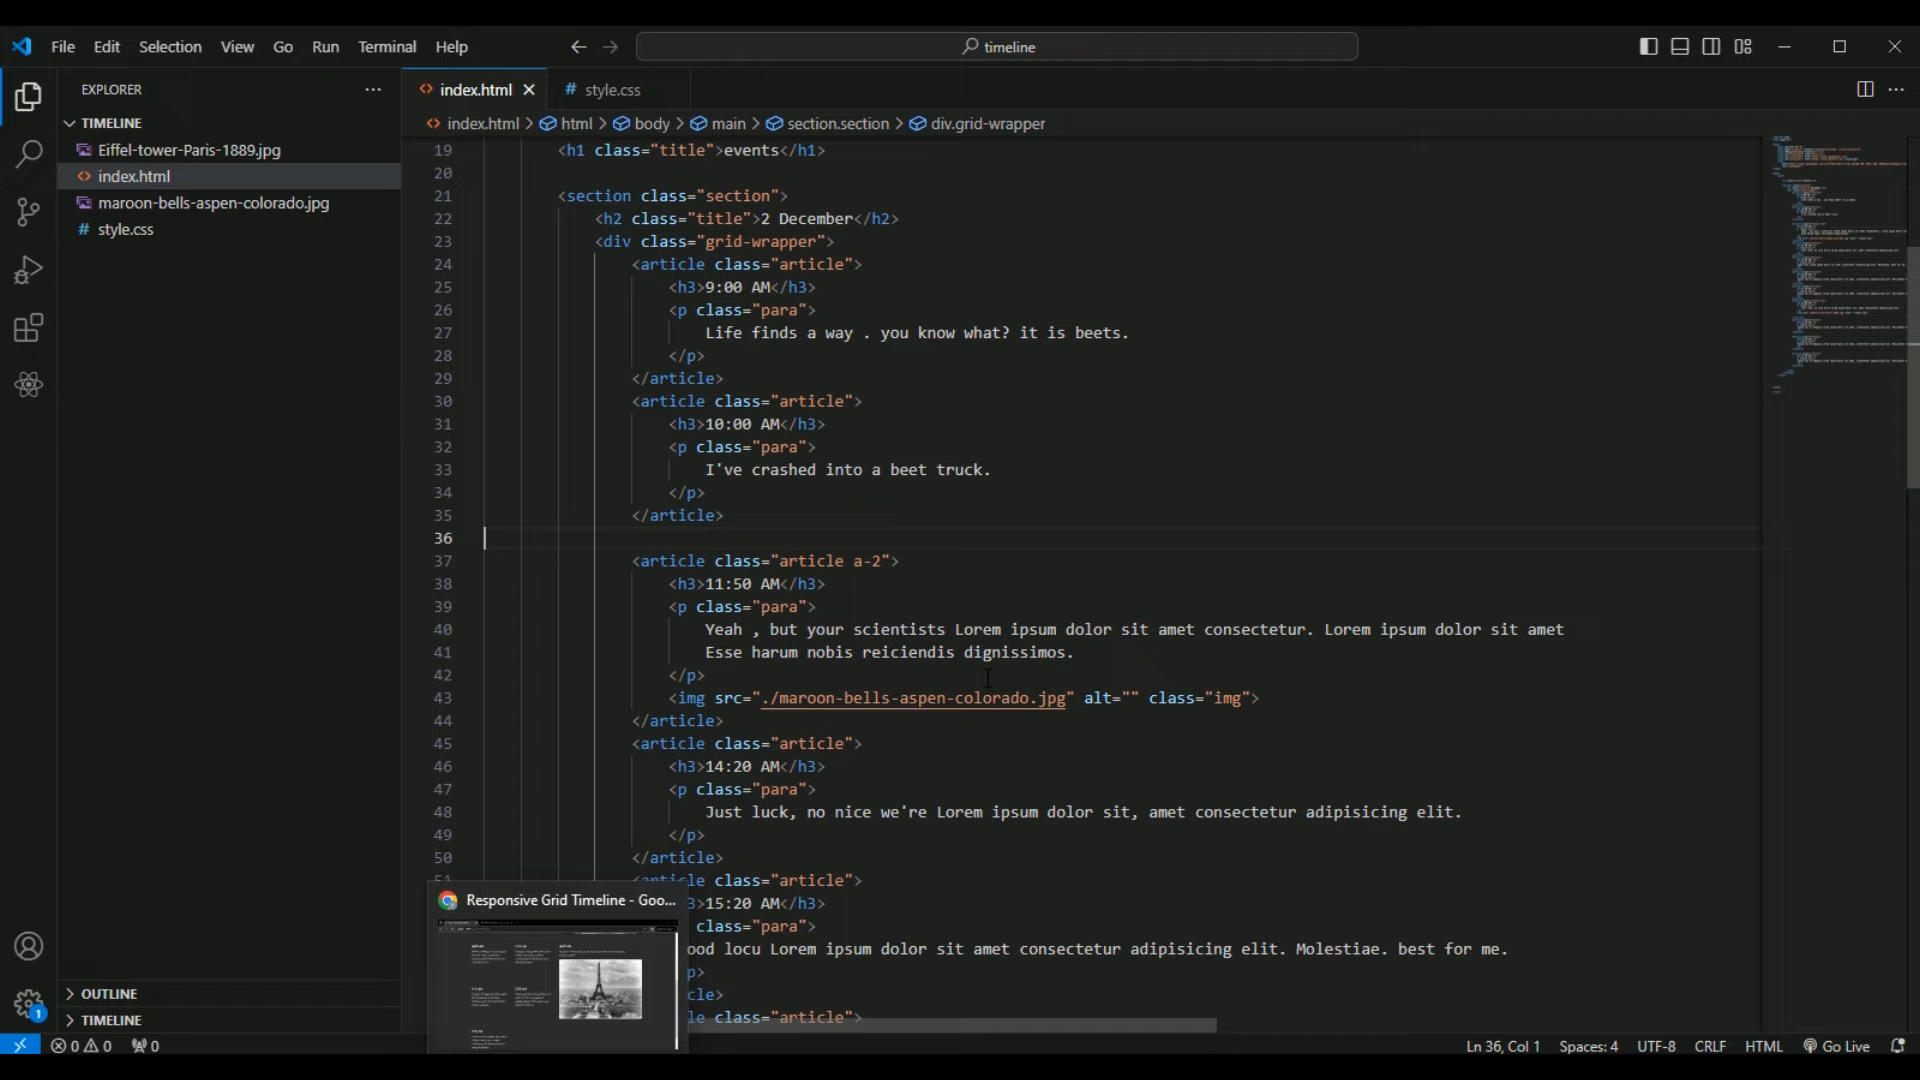 File Edit Selection View Go Run Terminal Help
timeline
EXPLORER
TIMELINE
Eiffel-tower-Paris-1889.jpg
<> index.html
maroon-bells-aspen-colorado.jpg
# style.css
OUTLINE
TIMELINE
<> index.html
# style.css
<> index.html > html > body > main > section.section > div.grid-wrapper
19 <h1 class="title">events</h1>
20
21 <section class="section">
22 <h2 class="title">2 December</h2>
23 <div class="grid-wrapper">
24 <article class="article">
25 <h3>9:00 AM</h3>
26 <p class="para">
27 Life finds a way . you know what? it is beets.
28 </p>
29 </article>
30 <article class="article">
31 <h3>10:00 AM</h3>
32 <p class="para">
33 I've crashed into a beet truck.
34 </p>
35 </article>
36
37 <article class="article a-2">
38 <h3>11:50 AM</h3>
39 <p class="para">
40 Yeah , but your scientists Lorem ipsum dolor sit amet consectetur. Lorem ipsum dolor sit amet
41 Esse harum nobis reiciendis dignissimos.
42 </p>
43 <img src="./maroon-bells-aspen-colorado.jpg" alt="" class="img">
44 </article>
45 <article class="article">
46 <h3>14:20 AM</h3>
47 <p class="para">
48 Just luck, no nice we're Lorem ipsum dolor sit, amet consectetur adipisicing elit.
49 </p>
50 </article>
51 <article class="article">
3>15:20 AM</h3>
class="para">
ood locu Lorem ipsum dolor sit amet consectetur adipisicing elit. Molestiae. best for me.
p>
cle>
le class="article">
Responsive Grid Timeline - Goo...
1
0 0 0
Ln 36, Col 1 Spaces: 4 UTF-8 CRLF HTML Go Live